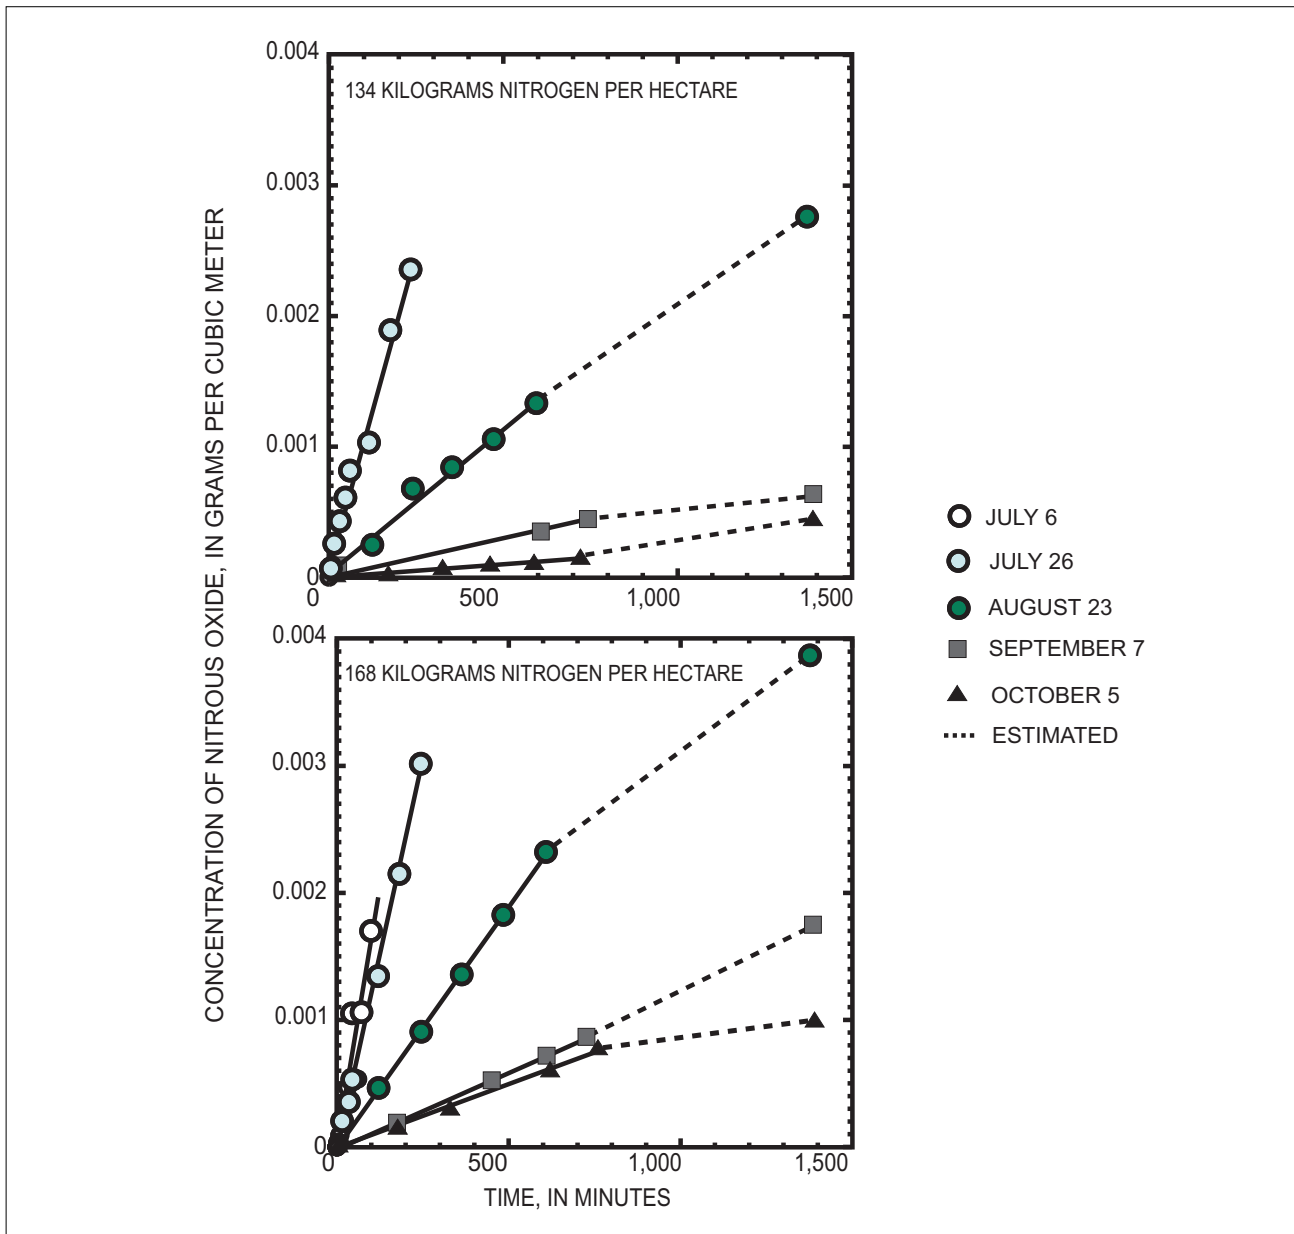 CONCENTRATION OF NITROUS OXIDE, IN GRAMS PER CUBIC METER
0.004
134 KILOGRAMS NITROGEN PER HECTARE
0.003
0.002
0.001
0
0 500 1,000 1,500
0.004
168 KILOGRAMS NITROGEN PER HECTARE
0.003
0.002
0.001
0
0 500 1,000 1,500
TIME, IN MINUTES
JULY 6
JULY 26
AUGUST 23
SEPTEMBER 7
OCTOBER 5
ESTIMATED